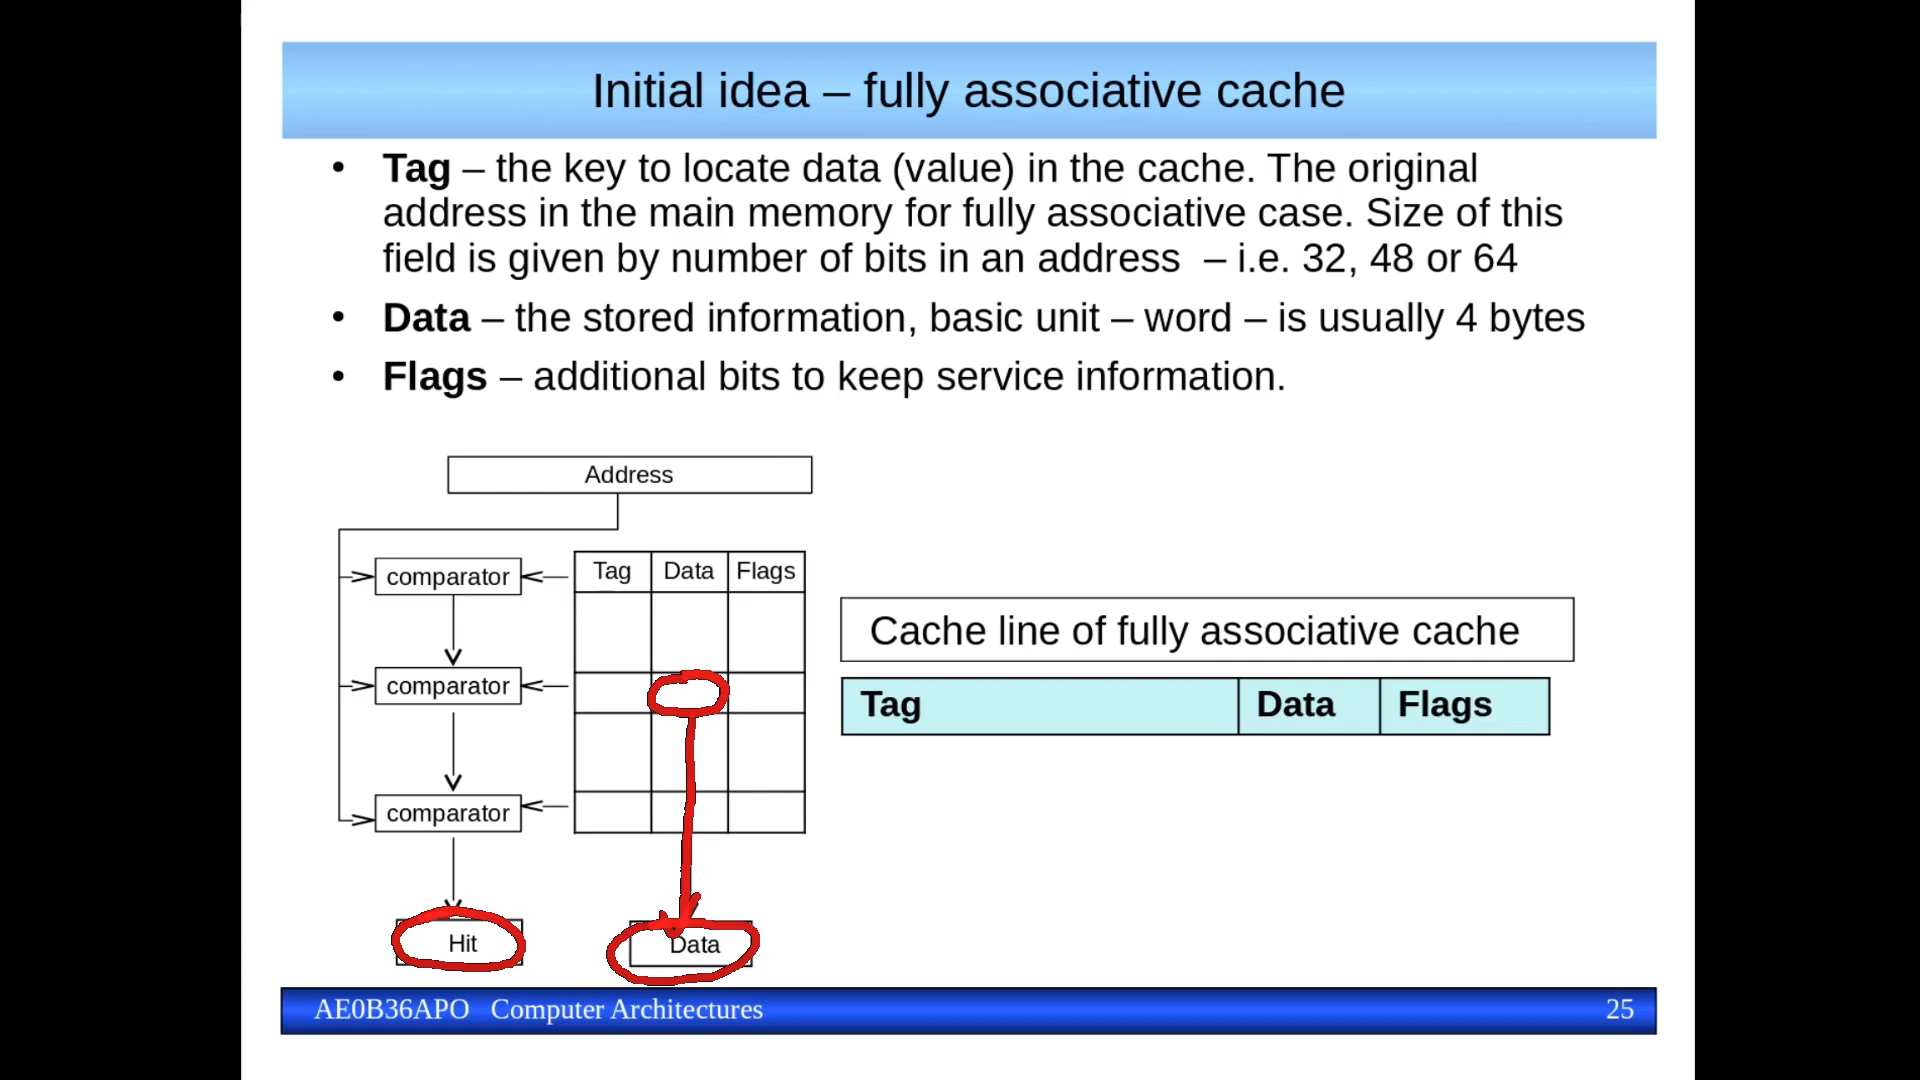 Initial idea – fully associative cache
• Tag – the key to locate data (value) in the cache. The original
address in the main memory for fully associative case. Size of this
field is given by number of bits in an address – i.e. 32, 48 or 64
• Data – the stored information, basic unit – word – is usually 4 bytes
• Flags – additional bits to keep service information.
Address
comparator
Tag Data Flags
comparator
comparator
Hit
Data
Cache line of fully associative cache
Tag Data Flags
AE0B36APO Computer Architectures 25